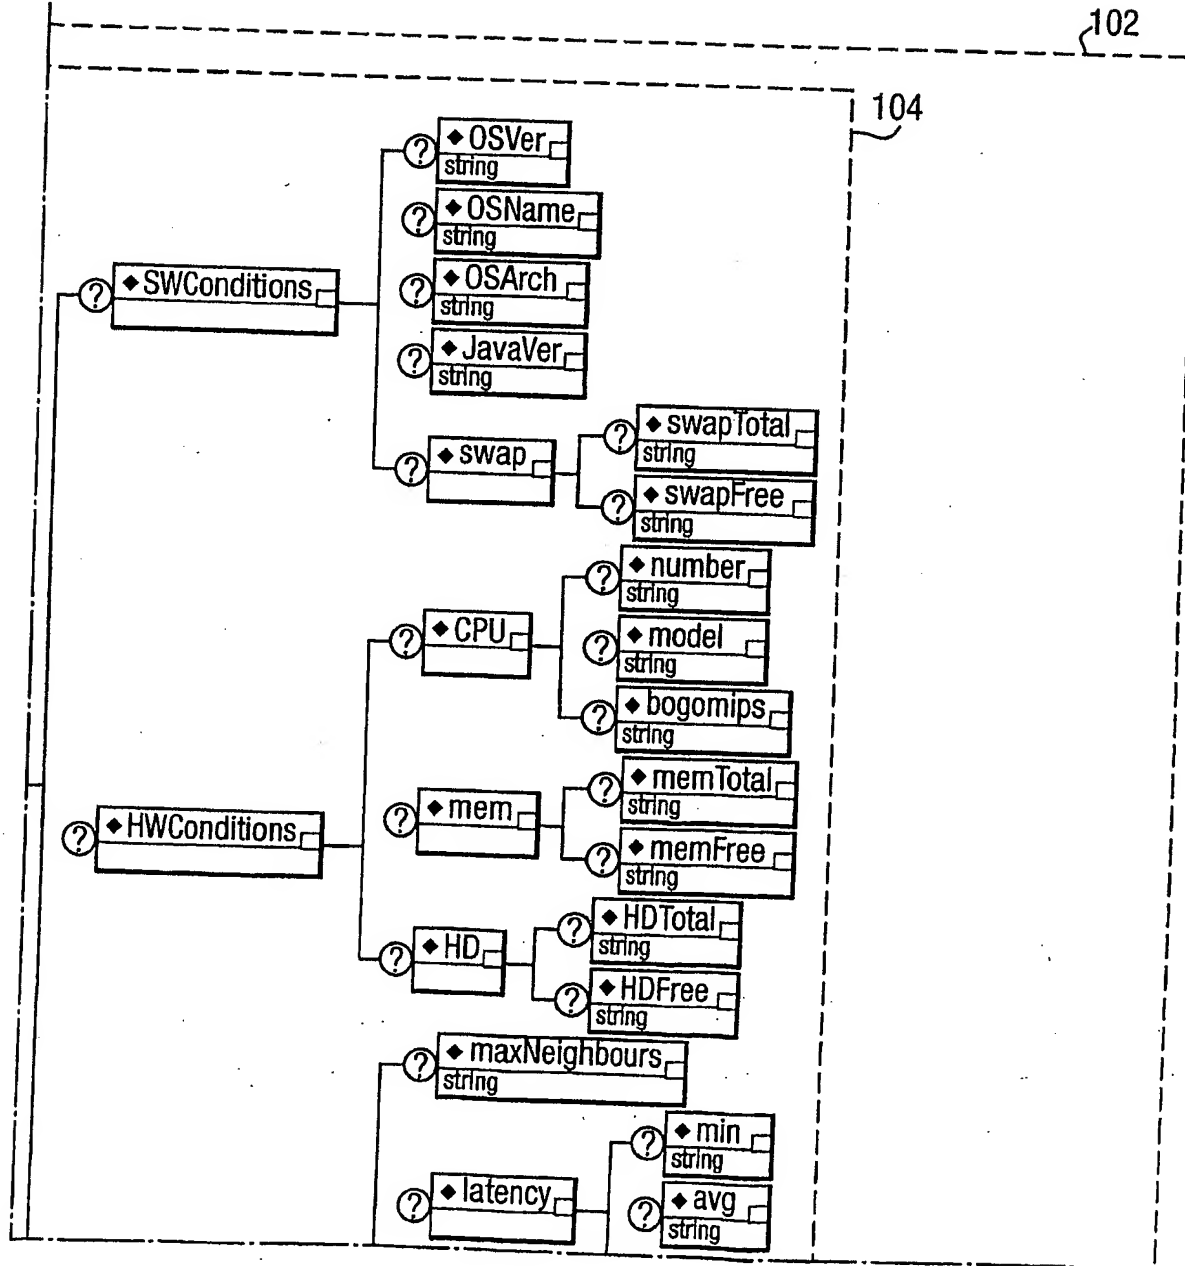 102
104
? ◆ OSVer
string
? ◆ OSName
string
? ◆ SWConditions
? ◆ OSArch
string
? ◆ JavaVer
string
? ◆ swap
? ◆ swapTotal
string
? ◆ swapFree
string
? ◆ number
string
? ◆ CPU
? ◆ model
string
? ◆ bogomips
string
? ◆ HWConditions
? ◆ mem
? ◆ memTotal
string
? ◆ memFree
string
? ◆ HD
? ◆ HDTotal
string
? ◆ HDFree
string
? ◆ maxNeighbours
string
? ◆ latency
? ◆ min
string
? ◆ avg
string